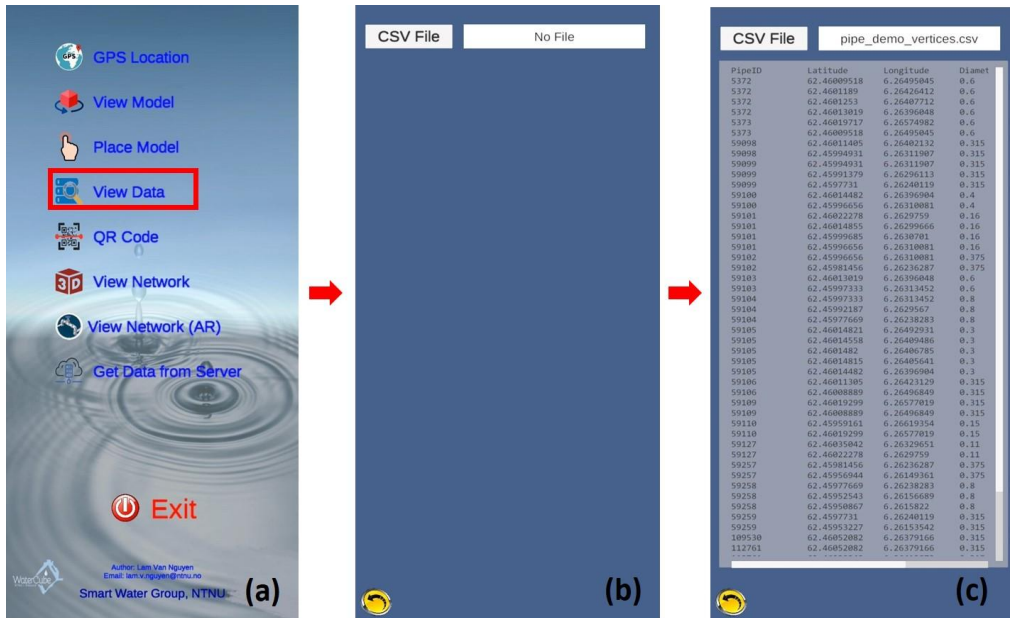 GPS
GPS Location
View Model
Place Model
View Data
QR Code
3D
View Network
View Network (AR)
Get Data from Server
Exit
WaterCube
Author: Lam Van Nguyen
Email: lam.v.nguyen@ntnu.no
Smart Water Group, NTNU
(a)
CSV File
No File
(b)
CSV File
pipe_demo_vertices.csv
PipeID Latitude Longitude Diamet
5372 62.46009518 6.26495045 0.6
5372 62.4601189 6.26426412 0.6
5372 62.4601253 6.26407712 0.6
5372 62.46013019 6.26396048 0.6
5373 62.46019717 6.26574982 0.6
5373 62.46009518 6.26495045 0.6
59098 62.46011405 6.26402132 0.315
59098 62.45994931 6.26311907 0.315
59099 62.45994931 6.26311907 0.315
59099 62.45991379 6.26296113 0.315
59099 62.4597731 6.26240119 0.315
59100 62.46014482 6.26396904 0.4
59100 62.45996656 6.26310081 0.4
59101 62.46022278 6.2629759 0.16
59101 62.46014855 6.26299666 0.16
59101 62.45999685 6.2630701 0.16
59101 62.45996656 6.26310081 0.16
59102 62.45996656 6.26310081 0.375
59102 62.45981456 6.26236287 0.375
59103 62.46013019 6.26396048 0.6
59103 62.45997333 6.26313452 0.6
59104 62.45997333 6.26313452 0.8
59104 62.45992187 6.2629567 0.8
59104 62.45977669 6.26238283 0.8
59105 62.46014821 6.26492931 0.3
59105 62.46014558 6.26409486 0.3
59105 62.4601482 6.26406785 0.3
59105 62.46014815 6.26405641 0.3
59105 62.46014482 6.26396904 0.3
59106 62.46011305 6.26423129 0.315
59106 62.46008889 6.26496849 0.315
59109 62.46019299 6.26577019 0.315
59109 62.46008889 6.26496849 0.315
59110 62.45959161 6.26619354 0.15
59110 62.46019299 6.26577019 0.15
59127 62.46035042 6.26329651 0.11
59127 62.46022278 6.2629759 0.11
59257 62.45981456 6.26236287 0.375
59257 62.45956944 6.26149361 0.375
59258 62.45977669 6.26238283 0.8
59258 62.45952543 6.26156689 0.8
59258 62.45950867 6.2615822 0.8
59259 62.4597731 6.26240119 0.315
59259 62.45953227 6.26153542 0.315
109530 62.46052082 6.26379166 0.315
112761 62.46052082 6.26379166 0.315
(c)